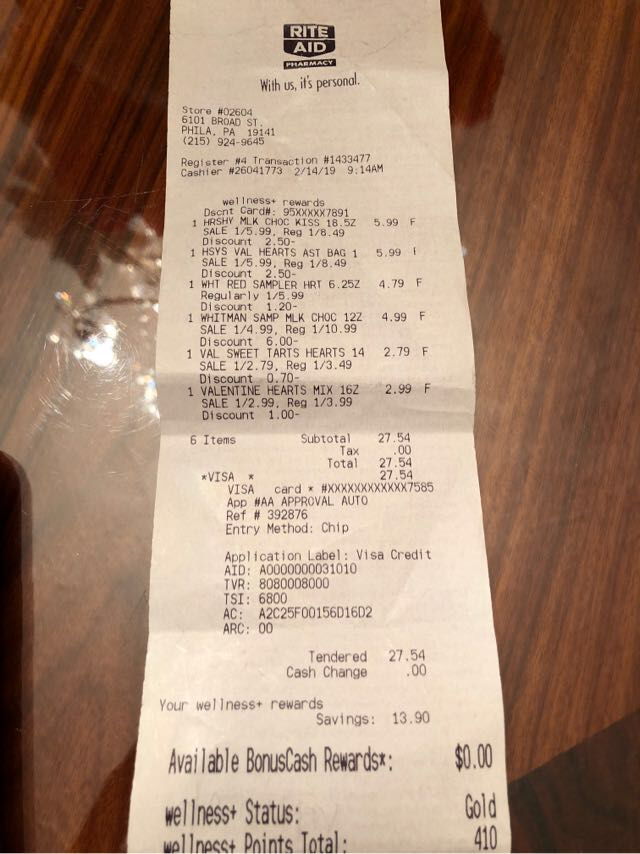 RITE
AID
PHARMACY
With us, it's personal.
Store #02604
6101 BROAD ST.
PHILA, PA 19141
(215) 924-9645
Register #4 Transaction #1433477
Cashier #26041773 2/14/19 9:14AM
wellness+ rewards
Dscnt Card#: 95XXXXX7891
1 HRSHY MLK CHOC KISS 18.5Z 5.99 F
SALE 1/5.99, Reg 1/8.49
Discount 2.50-
1 HSYS VAL HEARTS AST BAG 1 5.99
SALE 1/5.99, Reg 1/8.49
Discount 2.50-
1 WHT RED SAMPLER HRT 6.25Z 4.79 F
Regularly 1/5.99
Discount 1.20-
1 WHITMAN SAMP MLK CHOC 12Z 4.99 F
SALE 1/4.99, Reg 1/10.99
Discount 6.00-
1 VAL SWEET TARTS HEARTS 14 2.79 F
SALE 1/2.79, Reg 1/3.49
Discount 0.70-
1 VALENTINE HEARTS MIX 16Z 2.99 F
SALE 1/2.99, Reg 1/3.99
Discount 1.00-
6 Items Subtotal 27.54
Tax .00
Total 27.54
*VISA * 27.54
VISA card * #XXXXXXXXXXXX7585
App #AA APPROVAL AUTO
Ref # 392876
Entry Method: Chip
Application Label: Visa Credit
AID: A0000000031010
TVR: 8080008000
TSI: 6800
AC: A2C25F00156D16D2
ARC: 00
Tendered 27.54
Cash Change .00
Your wellness+ rewards
Savings: 13.90
Available BonusCash Rewards*: $0.00
wellness+ Status: Gold
wellness+ Points Total: 410